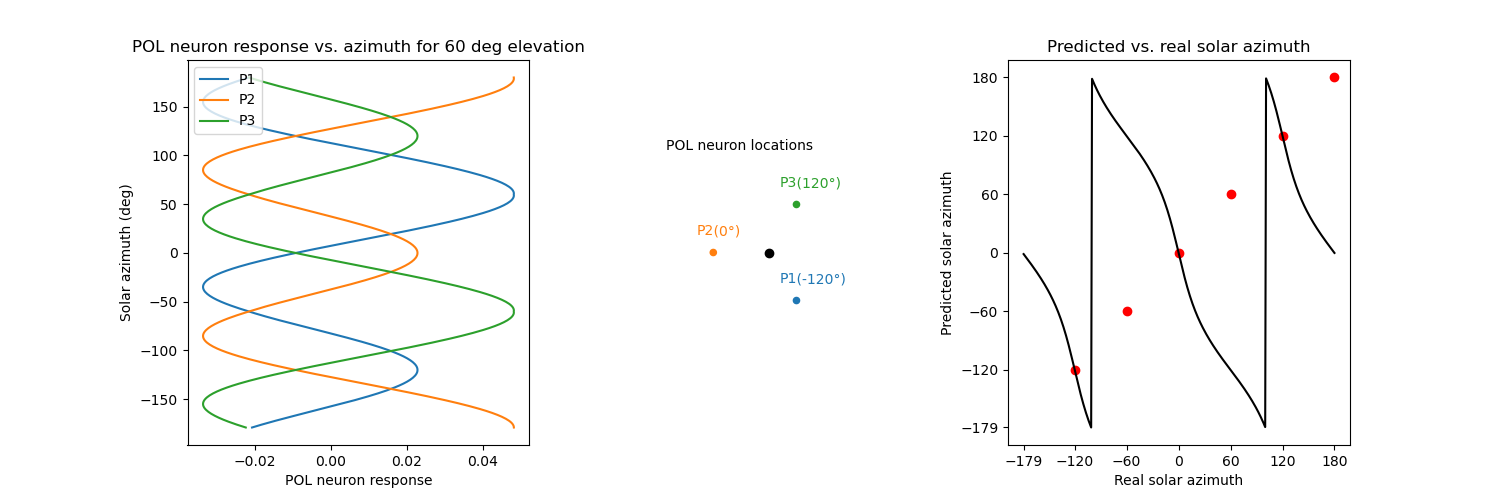 POL neuron response vs. azimuth for 60 deg elevation
P1
P2
P3
150
100
50
0
−50
−100
−150
Solar azimuth (deg)
−0.02
0.00
0.02
0.04
POL neuron response
POL neuron locations
P3(120°)
P2(0°)
P1(-120°)
Predicted vs. real solar azimuth
180
120
60
0
−60
−120
−179
Predicted solar azimuth
−179
−120
−60
0
60
120
180
Real solar azimuth